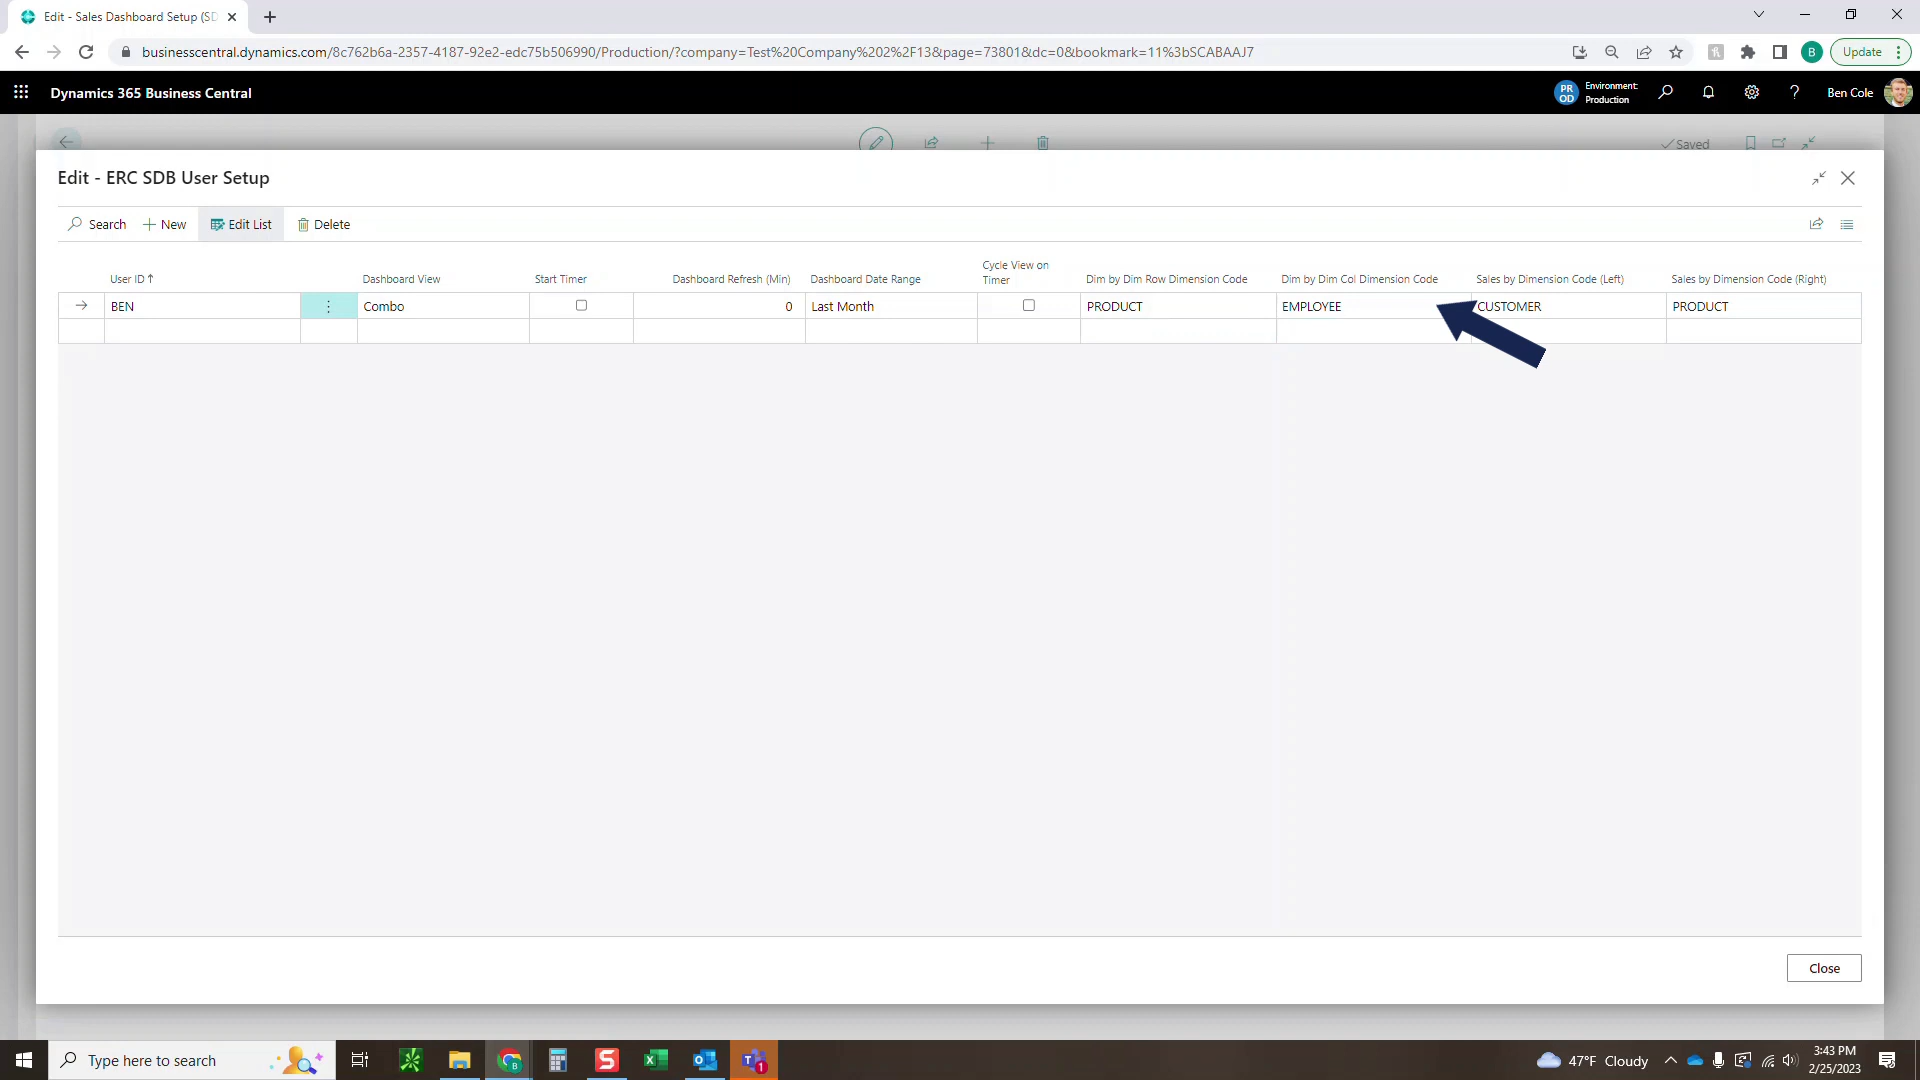 Edit - Sales Dashboard Setup (SD
businesscentral.dynamics.com/8c762b6a-2357-4187-92e2-edc75b506990/Production/?company=Test%20Company%202%2F13&page=73801&dc=0&bookmark=11%3bSCABAAJ7
B
Update
Dynamics 365 Business Central
PR
OD
Environment:
Production
?
Ben Cole
Saved
Edit - ERC SDB User Setup
Search
New
Edit List
Delete
User ID ↑
Dashboard View
Start Timer
Dashboard Refresh (Min)
Dashboard Date Range
Cycle View on
Timer
Dim by Dim Row Dimension Code
Dim by Dim Col Dimension Code
Sales by Dimension Code (Left)
Sales by Dimension Code (Right)
BEN
Combo
0
Last Month
PRODUCT
EMPLOYEE
CUSTOMER
PRODUCT
Close
Type here to search
47°F Cloudy
3:43 PM
2/25/2023